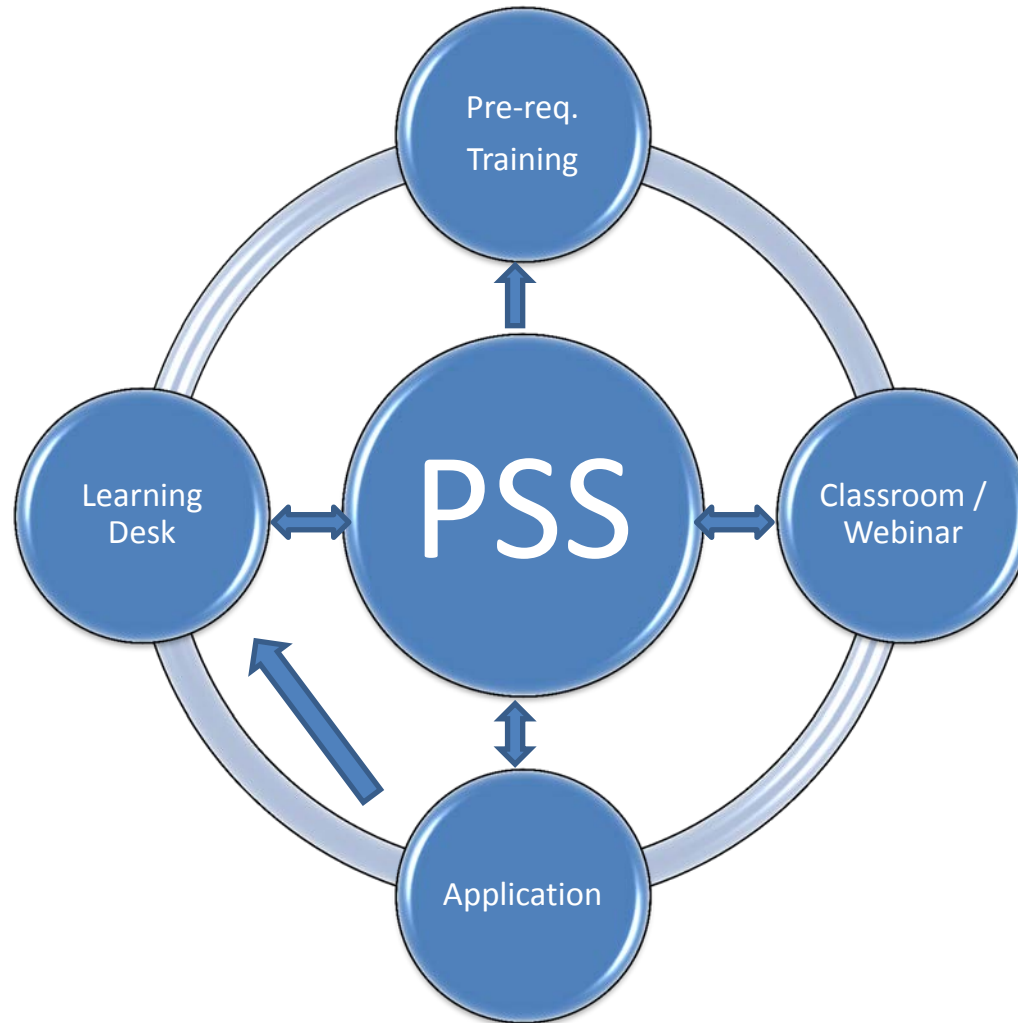 Pre-req.
Training
Learning
Desk
PSS
Classroom /
Webinar
Application